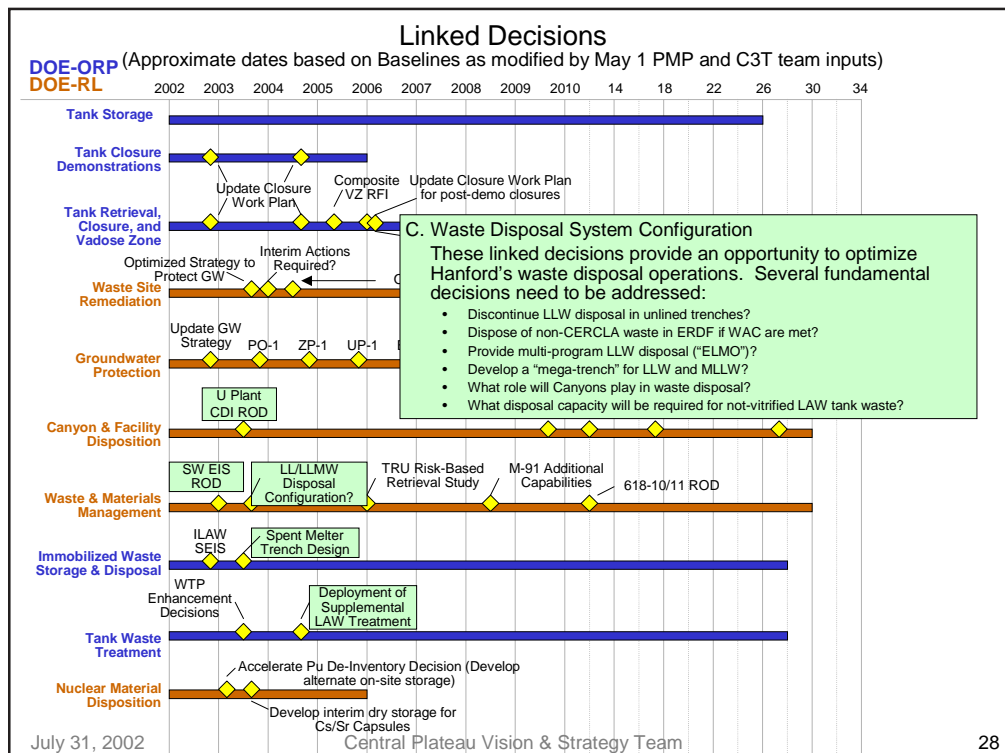 Linked Decisions
(Approximate dates based on Baselines as modified by May 1 PMP and C3T team inputs)
DOE-ORP
DOE-RL
2002 2003 2004 2005 2006 2007 2008 2009 2010 14 18 22 26 30 34
Tank Storage
Tank Closure
Demonstrations
Update Closure
Work Plan
Composite
VZ RFI
Update Closure Work Plan
for post-demo closures
Tank Retrieval,
Closure, and
Vadose Zone
C. Waste Disposal System Configuration
These linked decisions provide an opportunity to optimize
Hanford's waste disposal operations. Several fundamental
decisions need to be addressed:
• Discontinue LLW disposal in unlined trenches?
• Dispose of non-CERCLA waste in ERDF if WAC are met?
• Provide multi-program LLW disposal ("ELMO")?
• Develop a "mega-trench" for LLW and MLLW?
• What role will Canyons play in waste disposal?
• What disposal capacity will be required for not-vitrified LAW tank waste?
Optimized Strategy to
Protect GW
Interim Actions
Required?
Waste Site
Remediation
Update GW
Strategy
PO-1 ZP-1 UP-1
Groundwater
Protection
U Plant
CDI ROD
Canyon & Facility
Disposition
SW EIS
ROD
LL/LLMW
Disposal
Configuration?
TRU Risk-Based
Retrieval Study
M-91 Additional
Capabilities
618-10/11 ROD
Waste & Materials
Management
ILAW
SEIS
Spent Melter
Trench Design
Immobilized Waste
Storage & Disposal
WTP
Enhancement
Decisions
Deployment of
Supplemental
LAW Treatment
Tank Waste
Treatment
Accelerate Pu De-Inventory Decision (Develop
alternate on-site storage)
Nuclear Material
Disposition
Develop interim dry storage for
Cs/Sr Capsules
July 31, 2002 Central Plateau Vision & Strategy Team 28